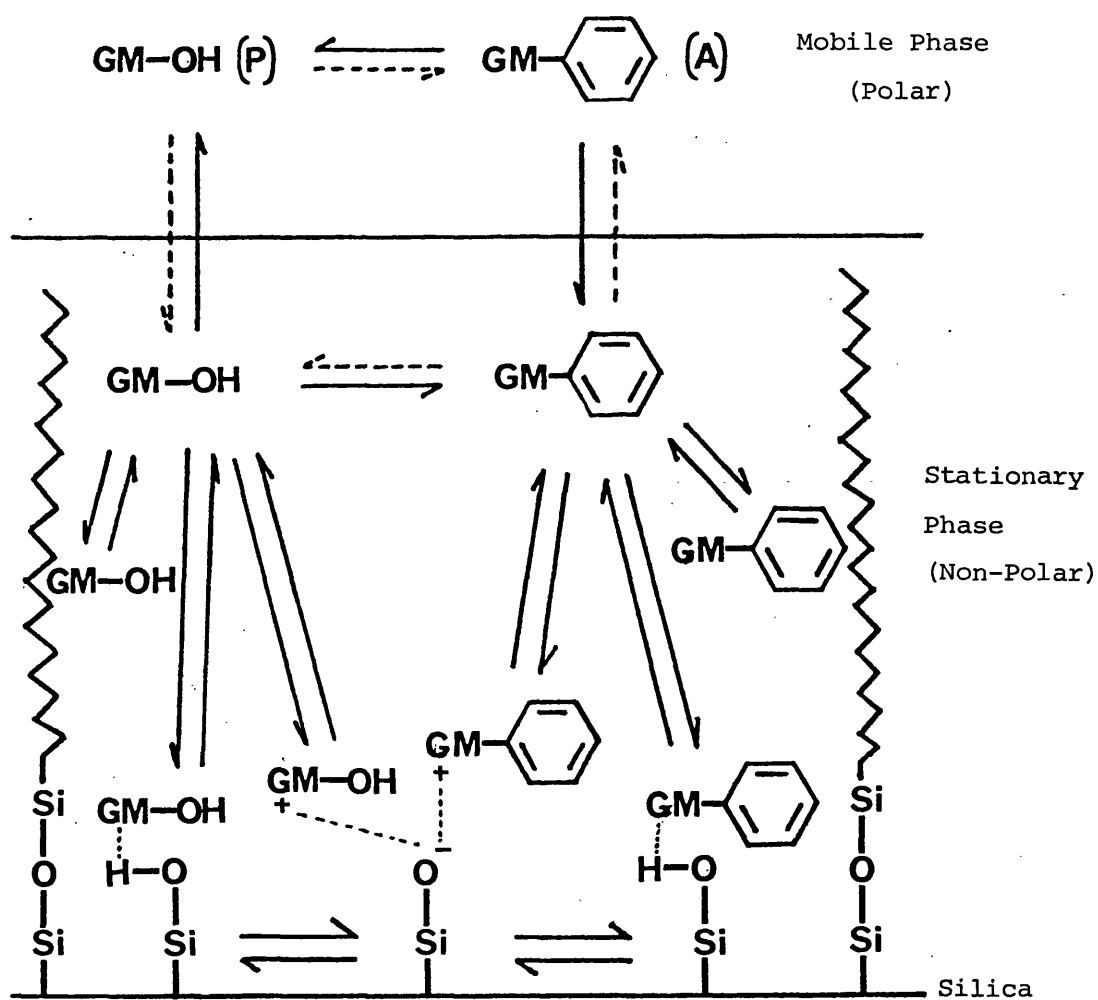 GM-OH (P)
GM- (A)
Mobile Phase
(Polar)
GM-OH
GM-
Stationary
Phase
(Non-Polar)
GM-
GM-OH
GM-
+
GM-OH
+
GM-OH
GM-
Si
Si
H-O
O
-
H-O
O
O
Si
Si
Si
Si
Si
Silica